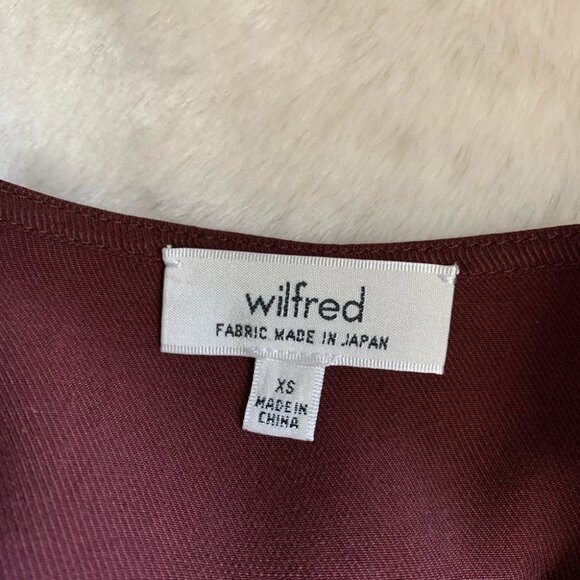 wilfred
FABRIC MADE IN JAPAN
XS
MADE IN
CHINA